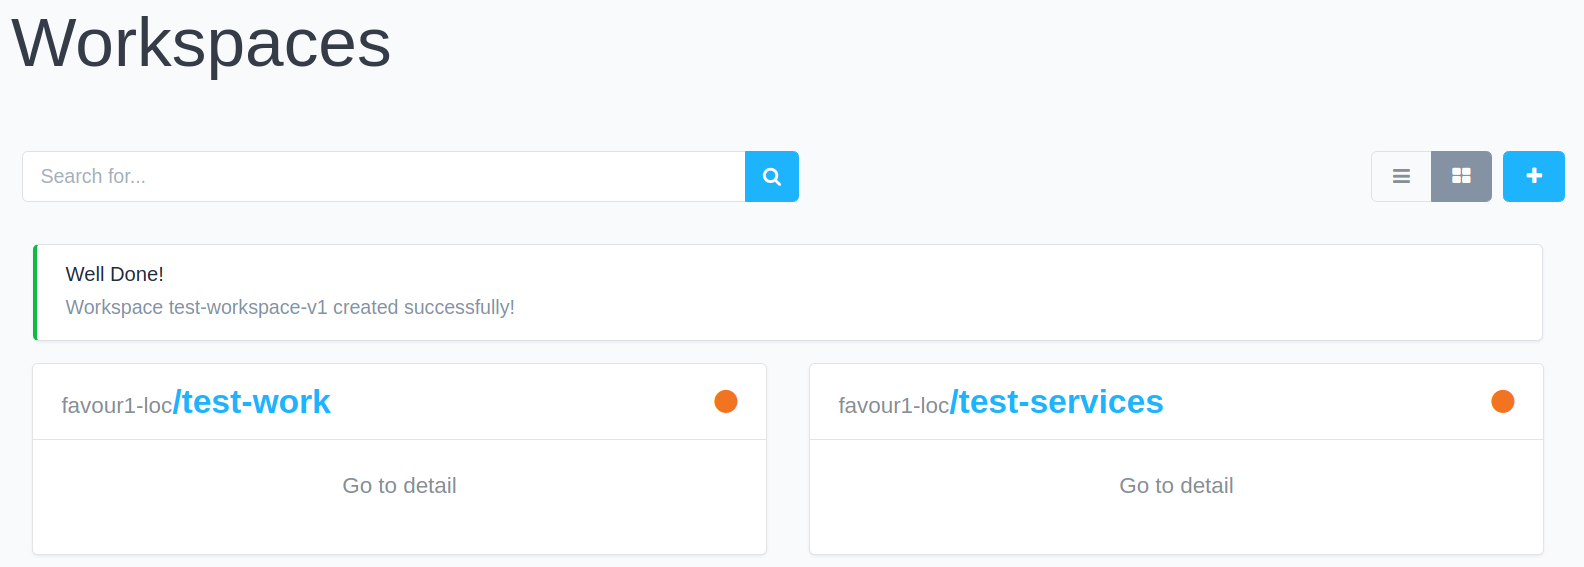 Workspaces
Search for...
Well Done!
Workspace test-workspace-v1 created successfully!
favour1-loc/test-work
Go to detail
favour1-loc/test-services
Go to detail